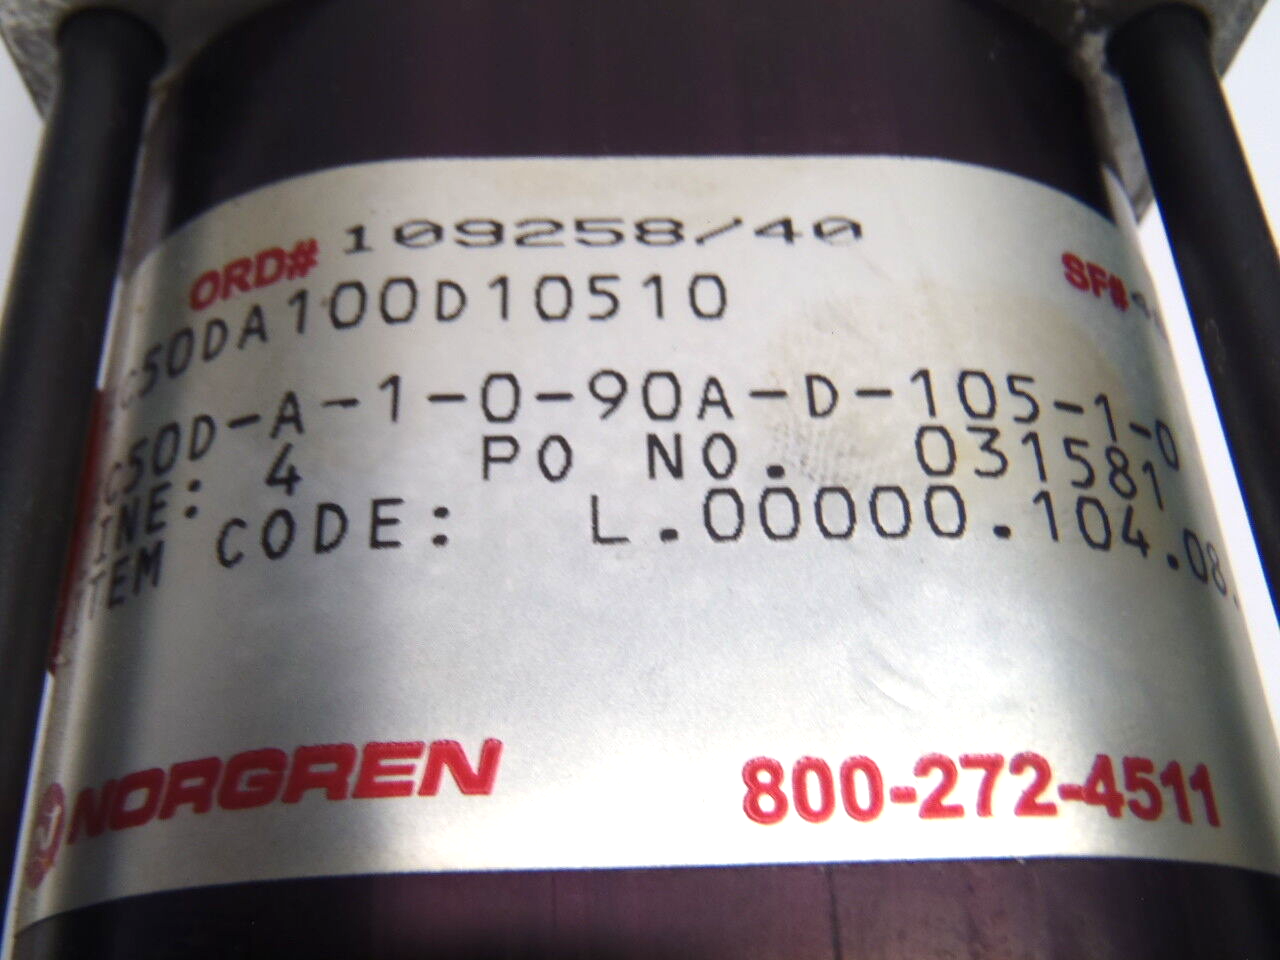 ORD# 109258/40 SF#
C50DA100D10510
C50D-A-1-0-90A-D-105-1-0
INE: 4 PO NO. 031581
TEM CODE: L.00000.104.08.
NORGREN 800-272-4511